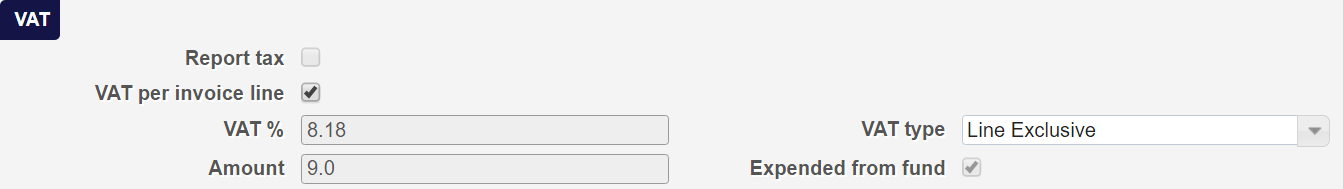 VAT
Report tax
VAT per invoice line
VAT % 8.18 VAT type Line Exclusive
Amount 9.0 Expended from fund